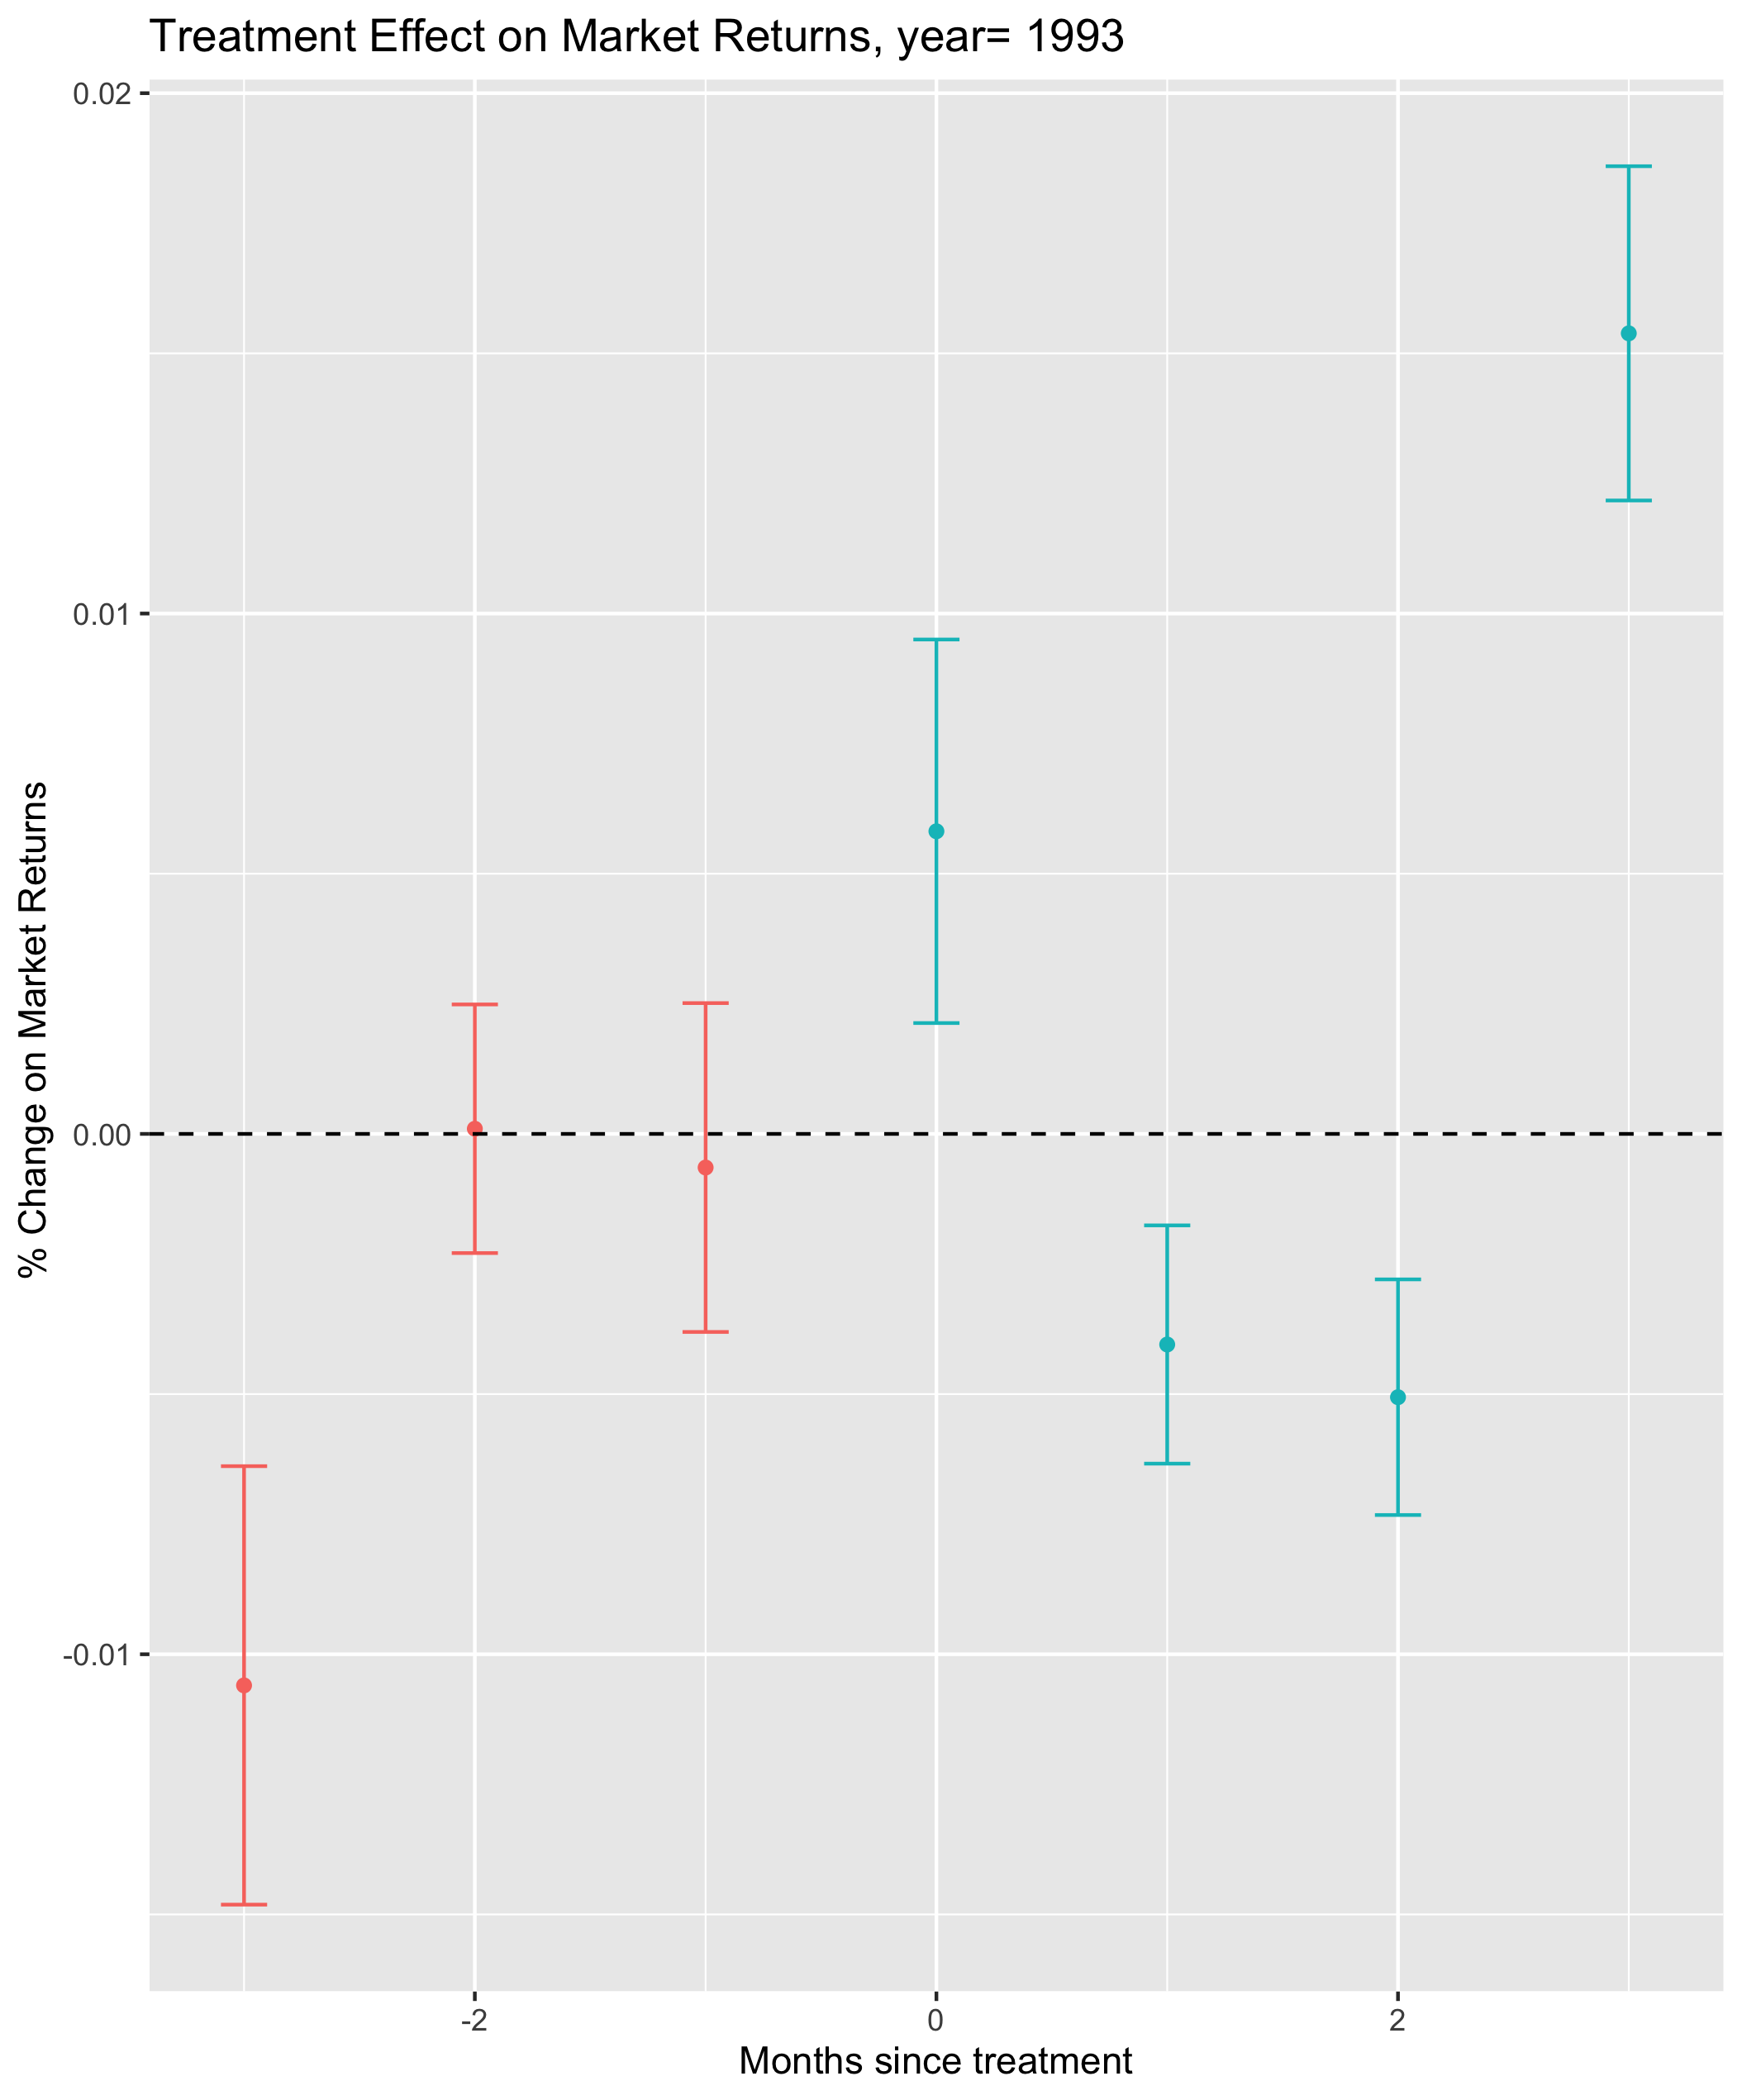 Treatment Effect on Market Returns, year= 1993
% Change on Market Returns
0.02
0.01
0.00
-0.01
-2
0
2
Months since treatment